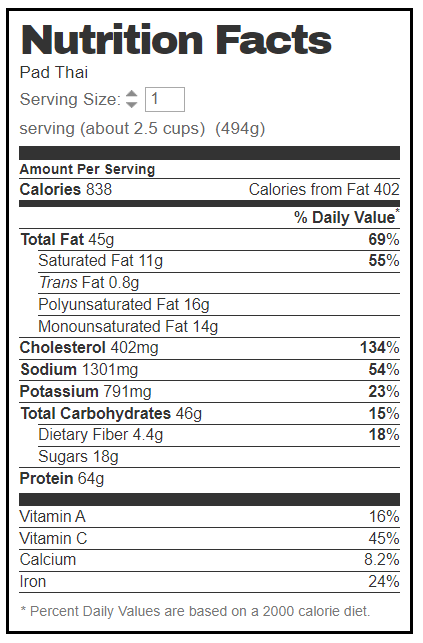 Nutrition Facts
Pad Thai
Serving Size: 1
serving (about 2.5 cups) (494g)
Amount Per Serving
Calories 838 Calories from Fat 402
% Daily Value*
Total Fat 45g 69%
Saturated Fat 11g 55%
Trans Fat 0.8g
Polyunsaturated Fat 16g
Monounsaturated Fat 14g
Cholesterol 402mg 134%
Sodium 1301mg 54%
Potassium 791mg 23%
Total Carbohydrates 46g 15%
Dietary Fiber 4.4g 18%
Sugars 18g
Protein 64g
Vitamin A 16%
Vitamin C 45%
Calcium 8.2%
Iron 24%
* Percent Daily Values are based on a 2000 calorie diet.